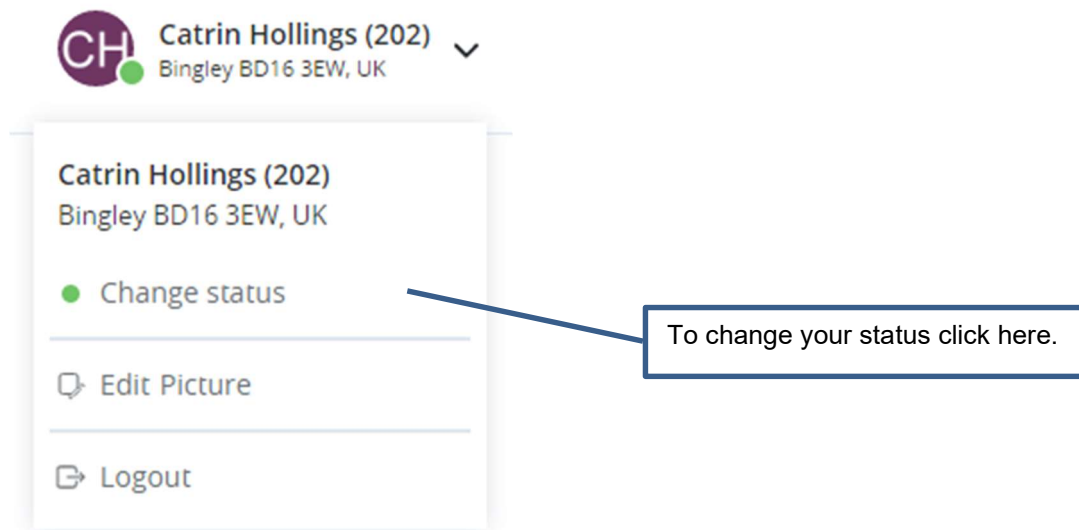 CH
Catrin Hollings (202)
Bingley BD16 3EW, UK
Catrin Hollings (202)
Bingley BD16 3EW, UK
Change status
To change your status click here.
Edit Picture
Logout